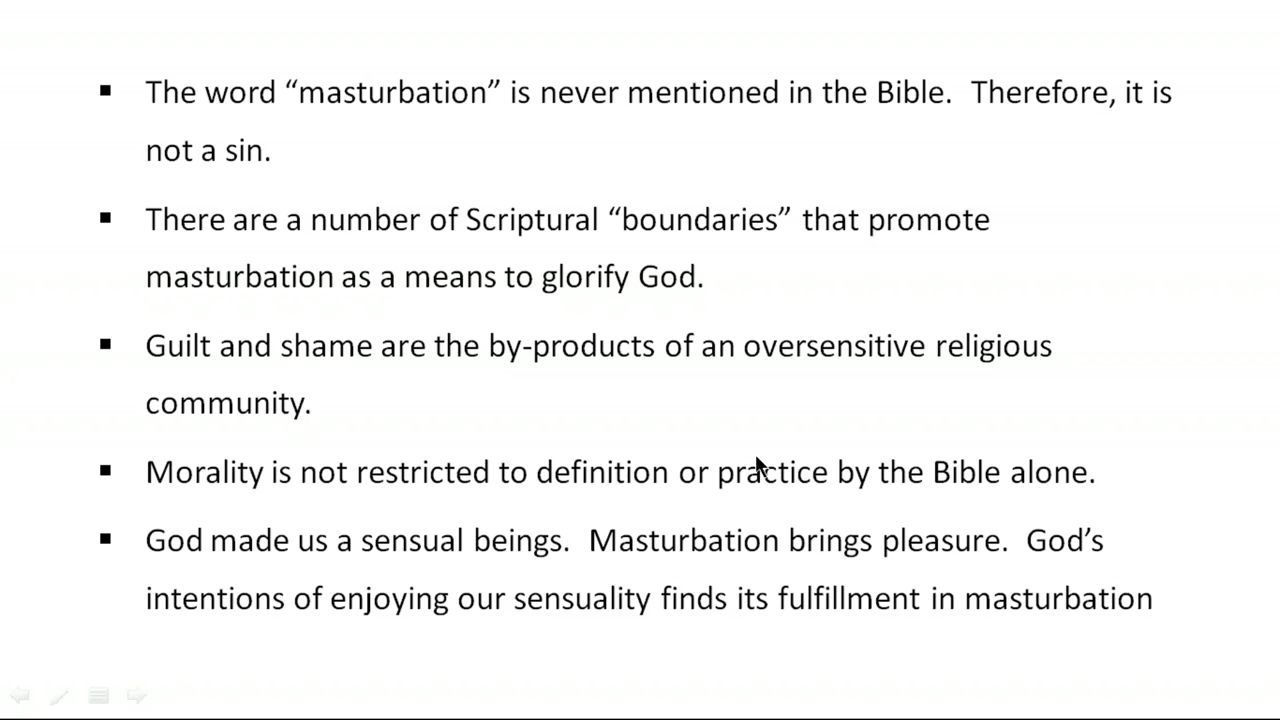 ▪ The word “masturbation” is never mentioned in the Bible.  Therefore, it is
not a sin.
▪ There are a number of Scriptural “boundaries” that promote
masturbation as a means to glorify God.
▪ Guilt and shame are the by-products of an oversensitive religious
community.
▪ Morality is not restricted to definition or practice by the Bible alone.
▪ God made us a sensual beings.  Masturbation brings pleasure.  God’s
intentions of enjoying our sensuality finds its fulfillment in masturbation